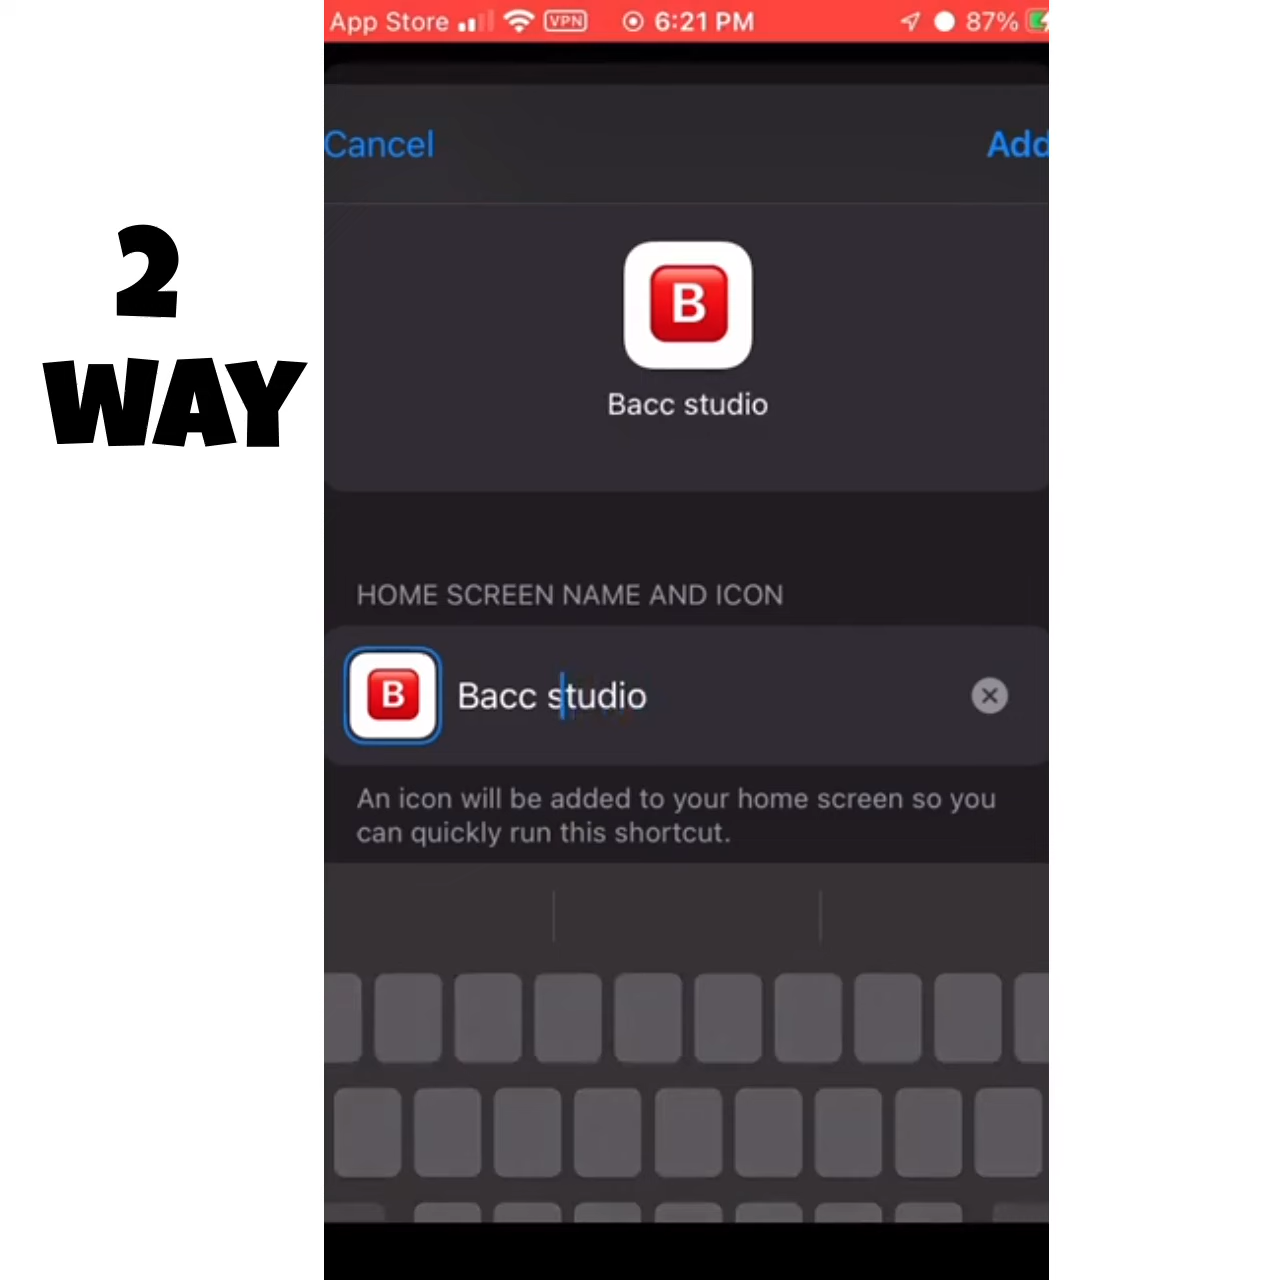 App Store VPN 6:21 PM 87%
Cancel Add
2
WAY
B
Bacc studio
HOME SCREEN NAME AND ICON
B Bacc studio
An icon will be added to your home screen so you
can quickly run this shortcut.